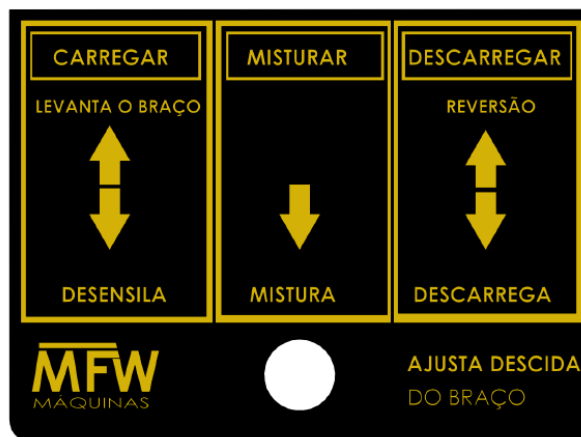 CARREGAR
LEVANTA O BRAÇO
DESENSILA
MISTURAR
MISTURA
DESCARREGAR
REVERSÃO
DESCARREGA
MFW
MÁQUINAS
AJUSTA DESCIDA
DO BRAÇO